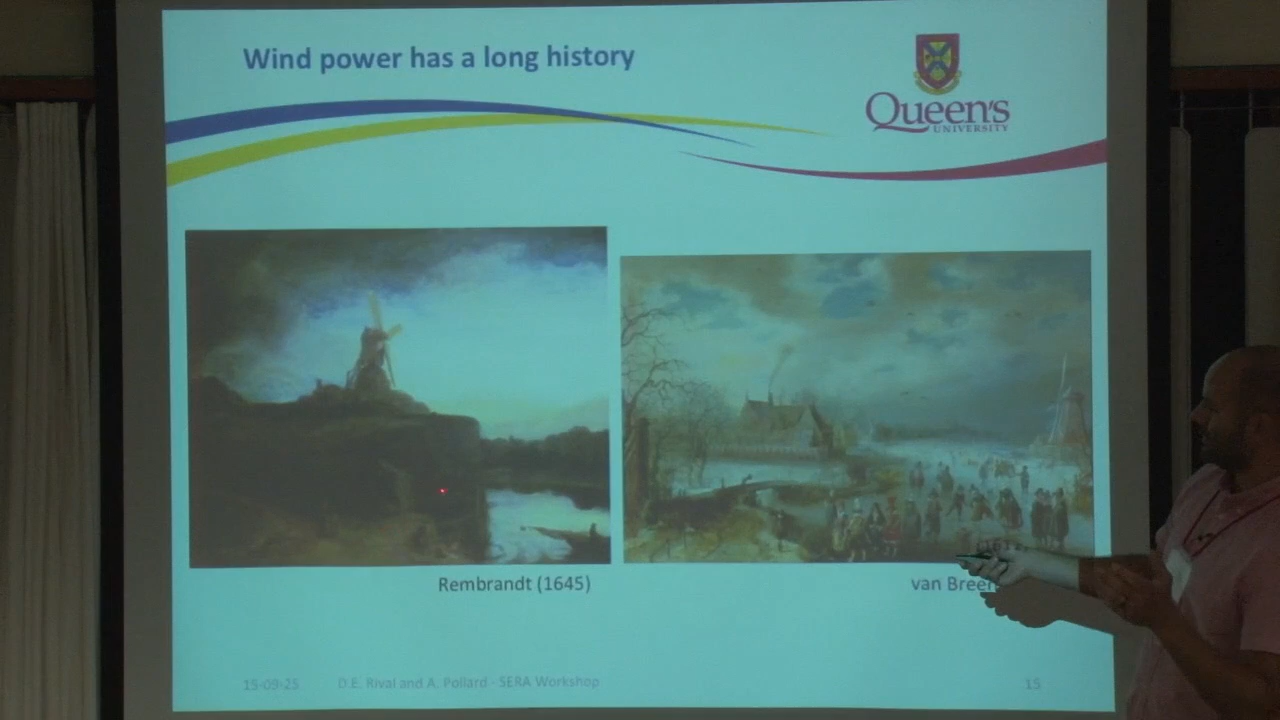 Wind power has a long history
Queen's
UNIVERSITY
Rembrandt (1645)
van Breen
15-09-25
D.E. Rival and A. Pollard - SERA Workshop
15